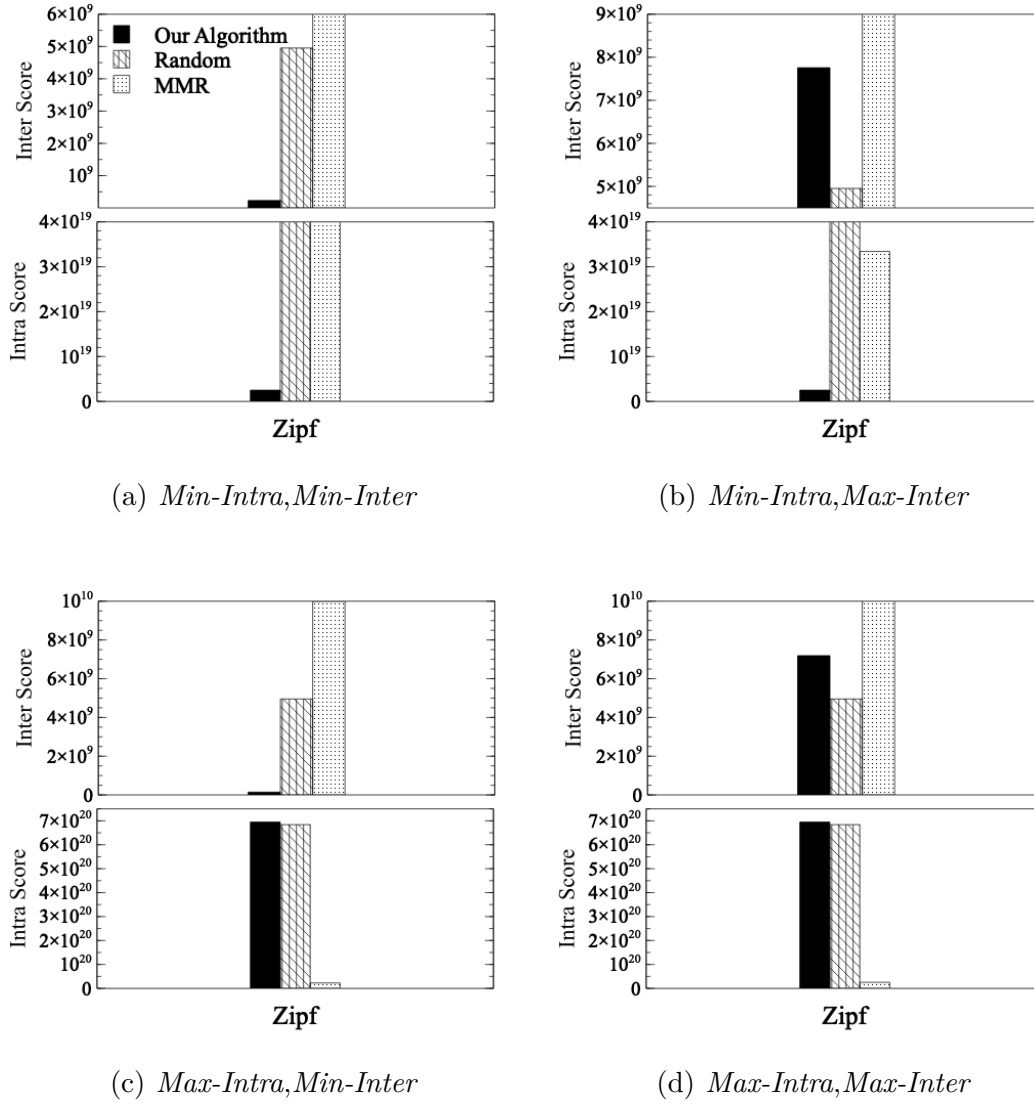 6×10⁹
5×10⁹
4×10⁹
3×10⁹
2×10⁹
10⁹
Inter Score
Our Algorithm
Random
MMR
4×10¹⁹
3×10¹⁹
2×10¹⁹
10¹⁹
0
Intra Score
Zipf
(a) Min-Intra,Min-Inter
9×10⁹
8×10⁹
7×10⁹
6×10⁹
5×10⁹
Inter Score
4×10¹⁹
3×10¹⁹
2×10¹⁹
10¹⁹
0
Intra Score
Zipf
(b) Min-Intra,Max-Inter
10¹⁰
8×10⁹
6×10⁹
4×10⁹
2×10⁹
0
Inter Score
7×10²⁰
6×10²⁰
5×10²⁰
4×10²⁰
3×10²⁰
2×10²⁰
10²⁰
0
Intra Score
Zipf
(c) Max-Intra,Min-Inter
10¹⁰
8×10⁹
6×10⁹
4×10⁹
2×10⁹
0
Inter Score
7×10²⁰
6×10²⁰
5×10²⁰
4×10²⁰
3×10²⁰
2×10²⁰
10²⁰
0
Intra Score
Zipf
(d) Max-Intra,Max-Inter